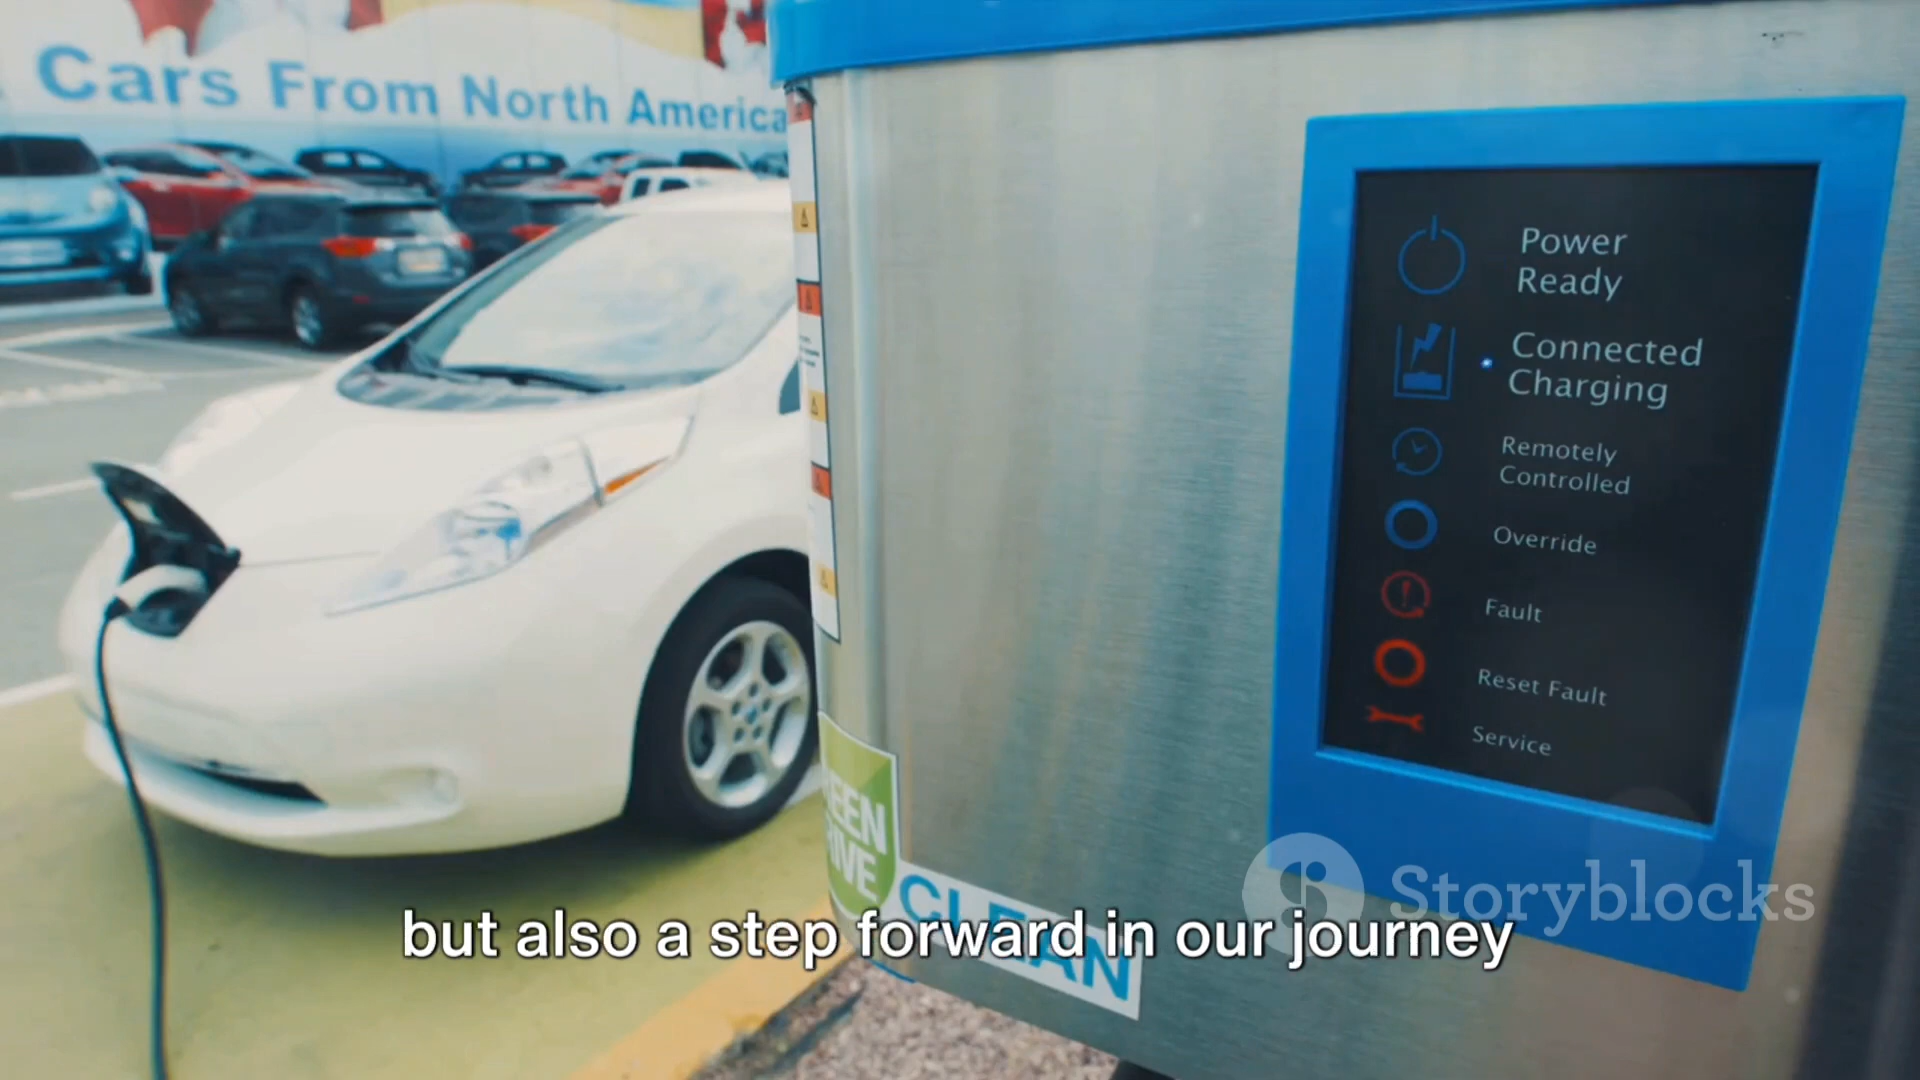 Cars From North America
Power
Ready
Connected
Charging
Remotely
Controlled
Override
Fault
Reset Fault
Service
CLEAN
Storyblocks
but also a step forward in our journey